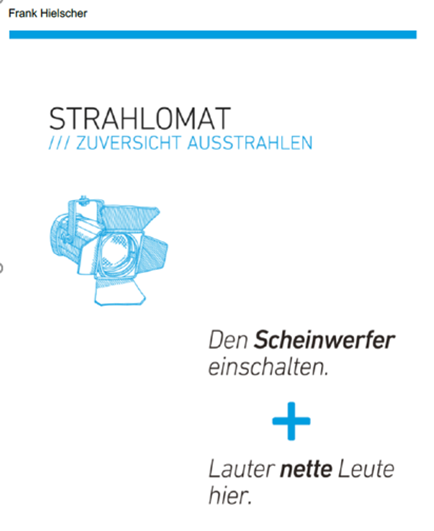 Frank Hielscher
STRAHLOMAT
/// ZUVERSICHT AUSSTRAHLEN
Den Scheinwerfer
einschalten.
+
Lauter nette Leute
hier.